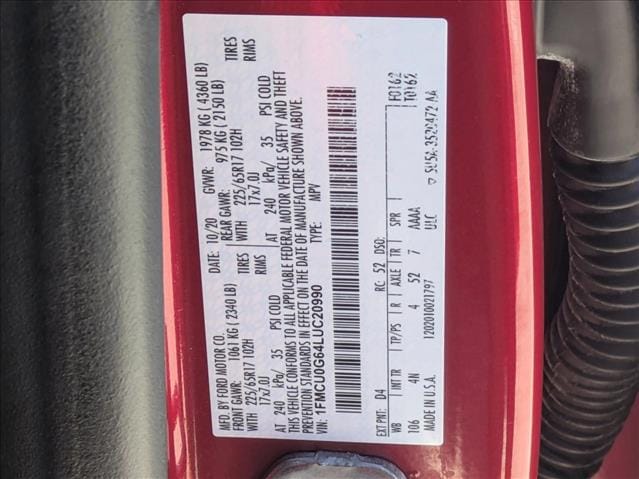 MFD. BY FORD MOTOR CO.
DATE: 10/20 GVWR: 1978 KG ( 4360 LB)
FRONT GAWR: 1061 KG ( 2340 LB) REAR GAWR: 975 KG ( 2150 LB)
WITH 225/65R17 102H TIRES WITH 225/65R17 102H TIRES
17x7.0J RIMS 17x7.0J RIMS
AT 240 kPa/ 35 PSI COLD AT 240 kPa/ 35 PSI COLD
THIS VEHICLE CONFORMS TO ALL APPLICABLE FEDERAL MOTOR VEHICLE SAFETY AND THEFT
PREVENTION STANDARDS IN EFFECT ON THE DATE OF MANUFACTURE SHOWN ABOVE.
VIN: 1FMCU0G64LUC20990 TYPE: MPV
EXT PNT: D4 RC: 52 DSO: F0162
WB INT TR TP/PS R AXLE TR SPR T0162
106 4N 4 52 7 AAAA
MADE IN U.S.A. 1202010021797 ULC
SU5A-3520472-AA